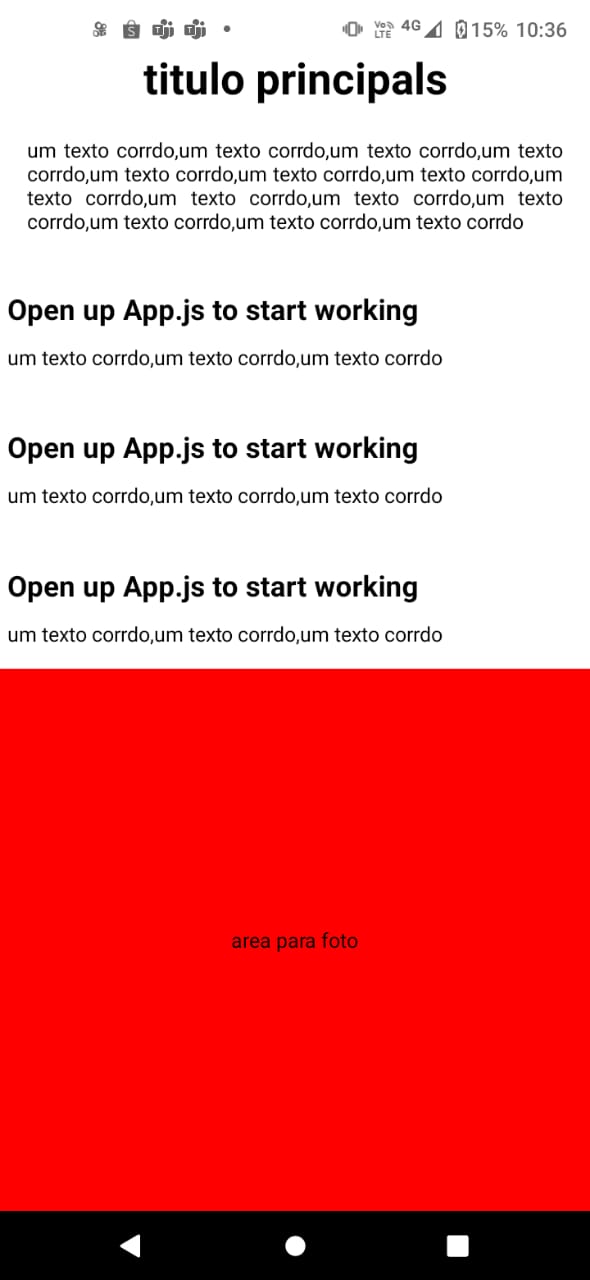 Vo) LTE 4G 15% 10:36
titulo principals
um texto corrdo,um texto corrdo,um texto corrdo,um texto
corrdo,um texto corrdo,um texto corrdo,um texto corrdo,um
texto corrdo,um texto corrdo,um texto corrdo,um texto
corrdo,um texto corrdo,um texto corrdo,um texto corrdo
Open up App.js to start working
um texto corrdo,um texto corrdo,um texto corrdo
Open up App.js to start working
um texto corrdo,um texto corrdo,um texto corrdo
Open up App.js to start working
um texto corrdo,um texto corrdo,um texto corrdo
area para foto